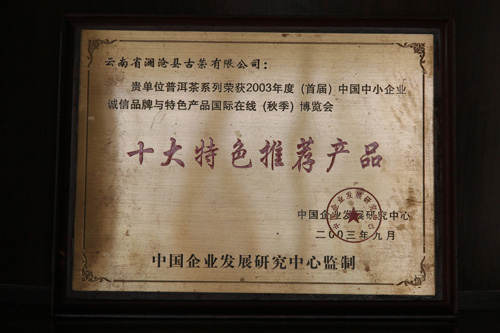 云南省澜沧县古茶有限公司：
贵单位普洱茶系列荣获2003年度（首届）中国中小企业
诚信品牌与特色产品国际在线（秋季）博览会
十大特色推荐产品
中国企业发展研究中心
二〇〇三年九月
中国企业发展研究中心监制